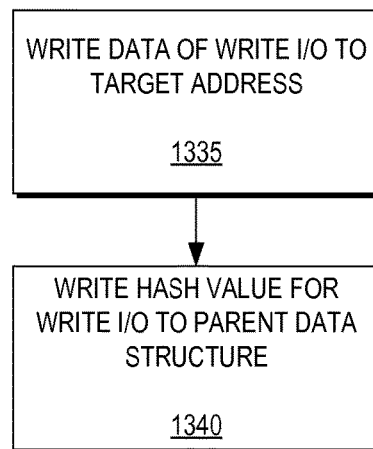 WRITE DATA OF WRITE I/O TO
TARGET ADDRESS
1335
WRITE HASH VALUE FOR
WRITE I/O TO PARENT DATA
STRUCTURE
1340